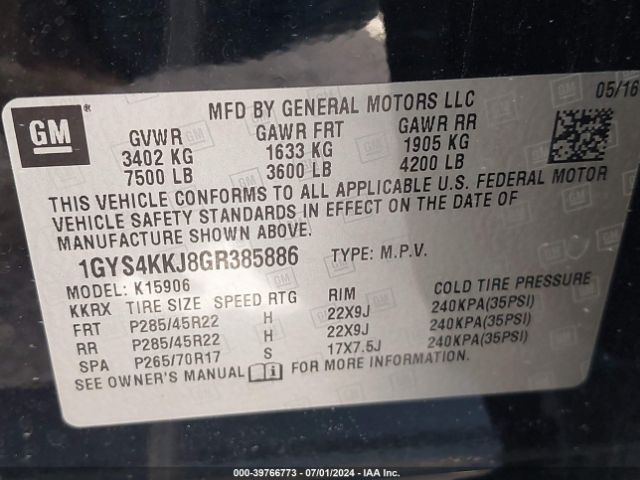 MFD BY GENERAL MOTORS LLC 05/16
GM®
GVWR GAWR FRT GAWR RR
3402 KG 1633 KG 1905 KG
7500 LB 3600 LB 4200 LB
THIS VEHICLE CONFORMS TO ALL APPLICABLE U.S. FEDERAL MOTOR
VEHICLE SAFETY STANDARDS IN EFFECT ON THE DATE OF
MANUFACTURE SHOWN ABOVE.
1GYS4KKJ8GR385886 TYPE: M.P.V.
MODEL: K15906
KKRX TIRE SIZE SPEED RTG RIM COLD TIRE PRESSURE
FRT P285/45R22 H 22X9J 240KPA(35PSI)
RR P285/45R22 H 22X9J 240KPA(35PSI)
SPA P265/70R17 S 17X7.5J 240KPA(35PSI)
SEE OWNER'S MANUAL FOR MORE INFORMATION.
000-39766773 - 07/01/2024 - IAA Inc.